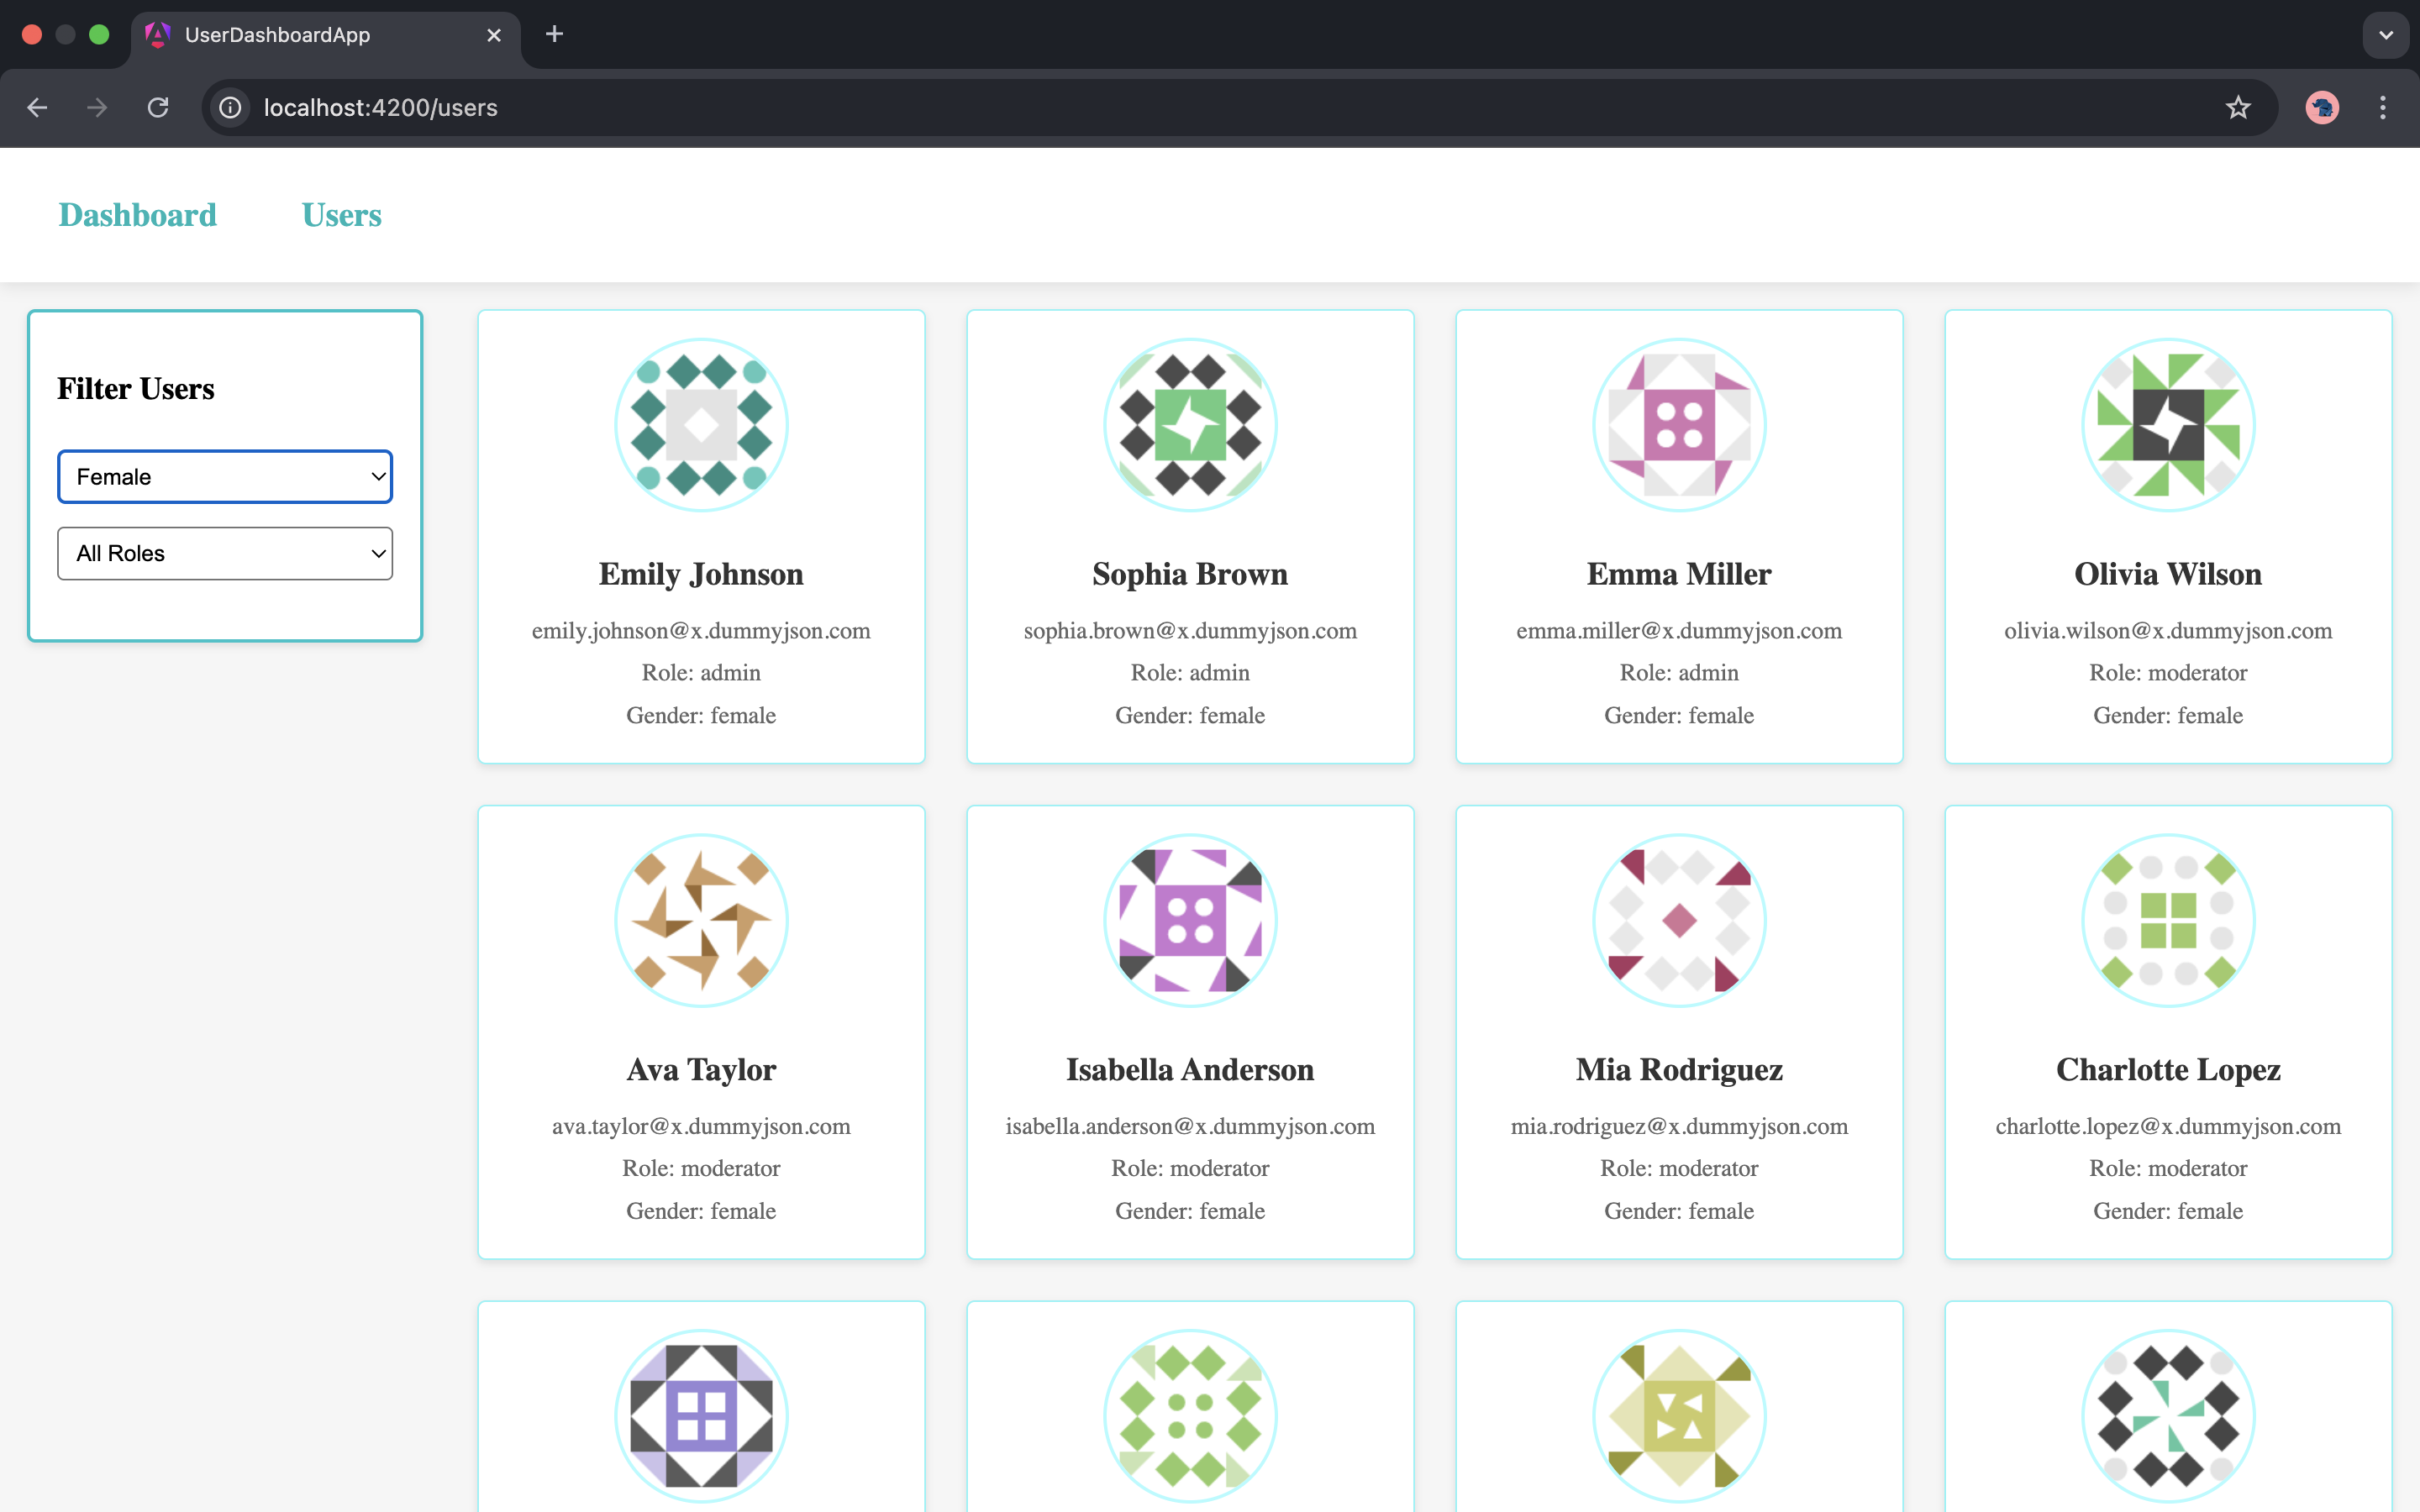 UserDashboardApp
localhost:4200/users
Dashboard Users
Filter Users
Female
All Roles
Emily Johnson
emily.johnson@x.dummyjson.com
Role: admin
Gender: female
Sophia Brown
sophia.brown@x.dummyjson.com
Role: admin
Gender: female
Emma Miller
emma.miller@x.dummyjson.com
Role: admin
Gender: female
Olivia Wilson
olivia.wilson@x.dummyjson.com
Role: moderator
Gender: female
Ava Taylor
ava.taylor@x.dummyjson.com
Role: moderator
Gender: female
Isabella Anderson
isabella.anderson@x.dummyjson.com
Role: moderator
Gender: female
Mia Rodriguez
mia.rodriguez@x.dummyjson.com
Role: moderator
Gender: female
Charlotte Lopez
charlotte.lopez@x.dummyjson.com
Role: moderator
Gender: female